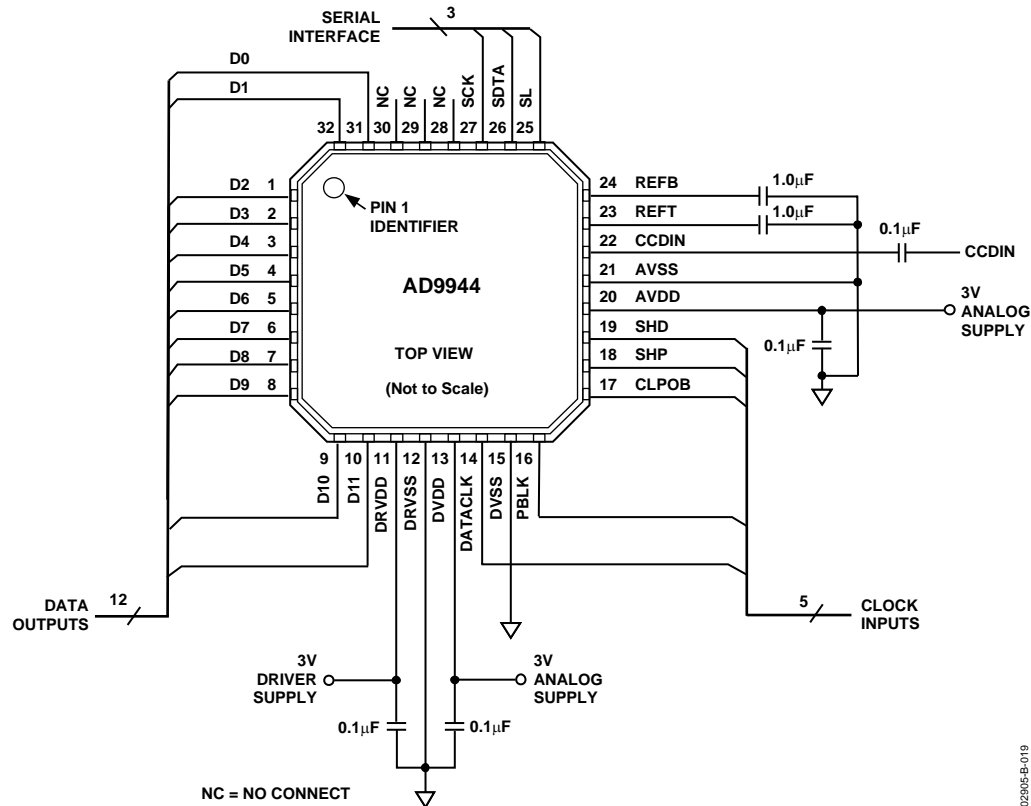 SERIAL
INTERFACE
3
D0
D1
NC
NC
NC
SCK
SDTA
SL
32 31 30 29 28 27 26 25
D2 1
D3 2
D4 3
D5 4
D6 5
D7 6
D8 7
D9 8
PIN 1
IDENTIFIER
AD9944
TOP VIEW
(Not to Scale)
24 REFB
23 REFT
22 CCDIN
21 AVSS
20 AVDD
19 SHD
18 SHP
17 CLPOB
1.0μF
1.0μF
0.1μF
CCDIN
3V
ANALOG
SUPPLY
0.1μF
9 10 11 12 13 14 15 16
D10
D11
DRVDD
DRVSS
DVDD
DATACLK
DVSS
PBLK
DATA
OUTPUTS
12
5
CLOCK
INPUTS
3V
DRIVER
SUPPLY
3V
ANALOG
SUPPLY
0.1μF
0.1μF
NC = NO CONNECT
02905-B-019